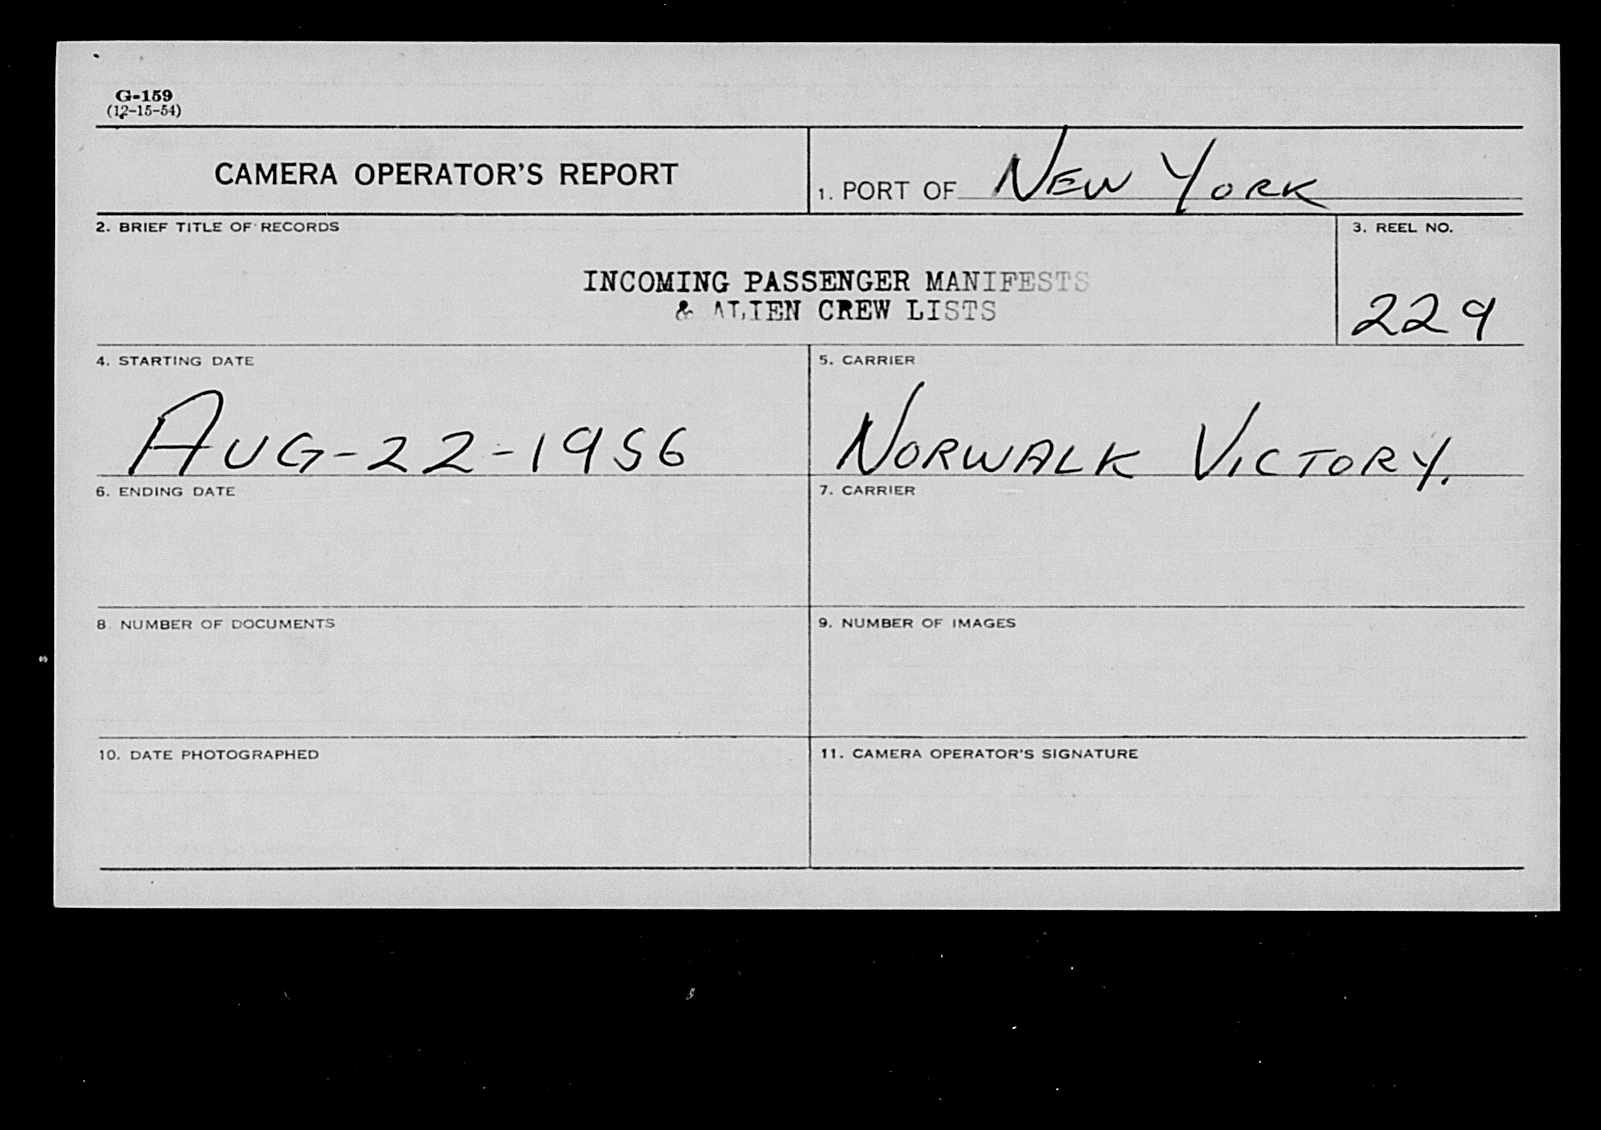 G-159
(12-15-54)
CAMERA OPERATOR'S REPORT
1. PORT OF NEW YORK
2. BRIEF TITLE OF RECORDS
INCOMING PASSENGER MANIFESTS
& ALIEN CREW LISTS
3. REEL NO.
229
4. STARTING DATE
AUG-22-1956
5. CARRIER
NORWALK VICTORY.
6. ENDING DATE
7. CARRIER
8. NUMBER OF DOCUMENTS
9. NUMBER OF IMAGES
10. DATE PHOTOGRAPHED
11. CAMERA OPERATOR'S SIGNATURE